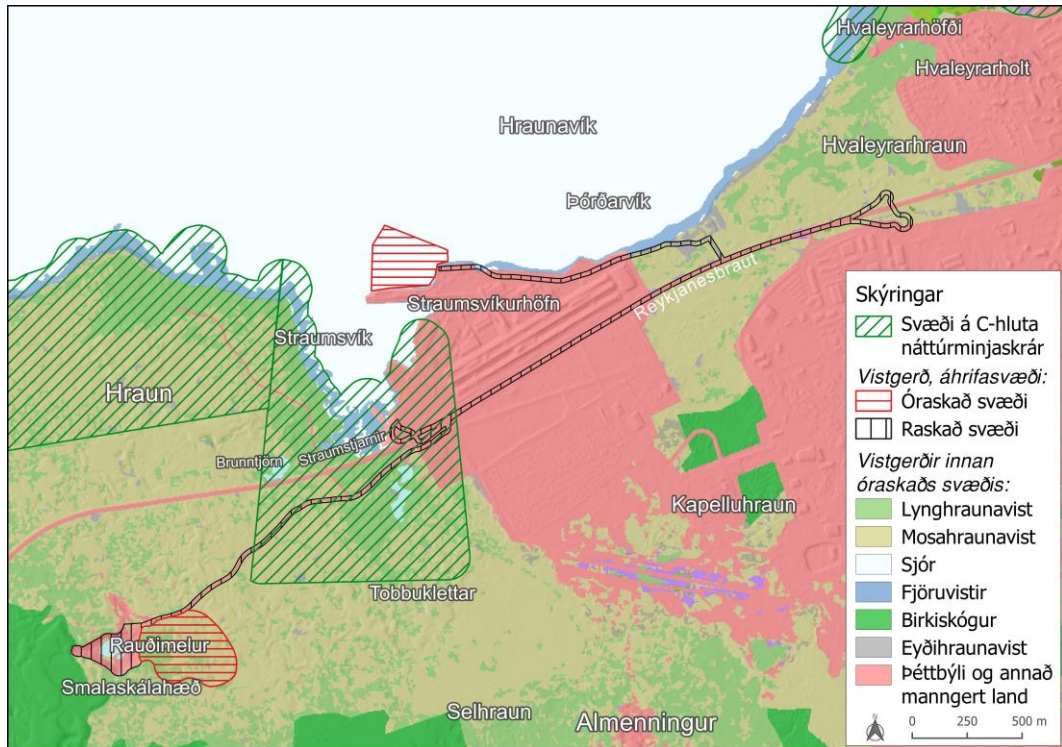 Hvaleyrarhöfði
Hvaleyrarholt
Hraunavík
Hvaleyrarhraun
Þórðarvík
Straumsvíkurhöfn
Reykjanesbraut
Straumsvík
Hraun
Brunntjörn
Straumstjarnir
Kapelluhraun
Tobbuklettar
Rauðimelur
Smalaskálahæð
Selhraun
Almenningur
Skýringar
Svæði á C-hluta
náttúrminjaskrár
Vistgerð, áhrifasvæði:
Óraskað svæði
Raskað svæði
Vistgerðir innan
óraskaðs svæðis:
Lynghraunavist
Mosahraunavist
Sjór
Fjöruvistir
Birkiskógur
Eyðihraunavist
Þéttbýli og annað
manngert land
N
0 250 500 m